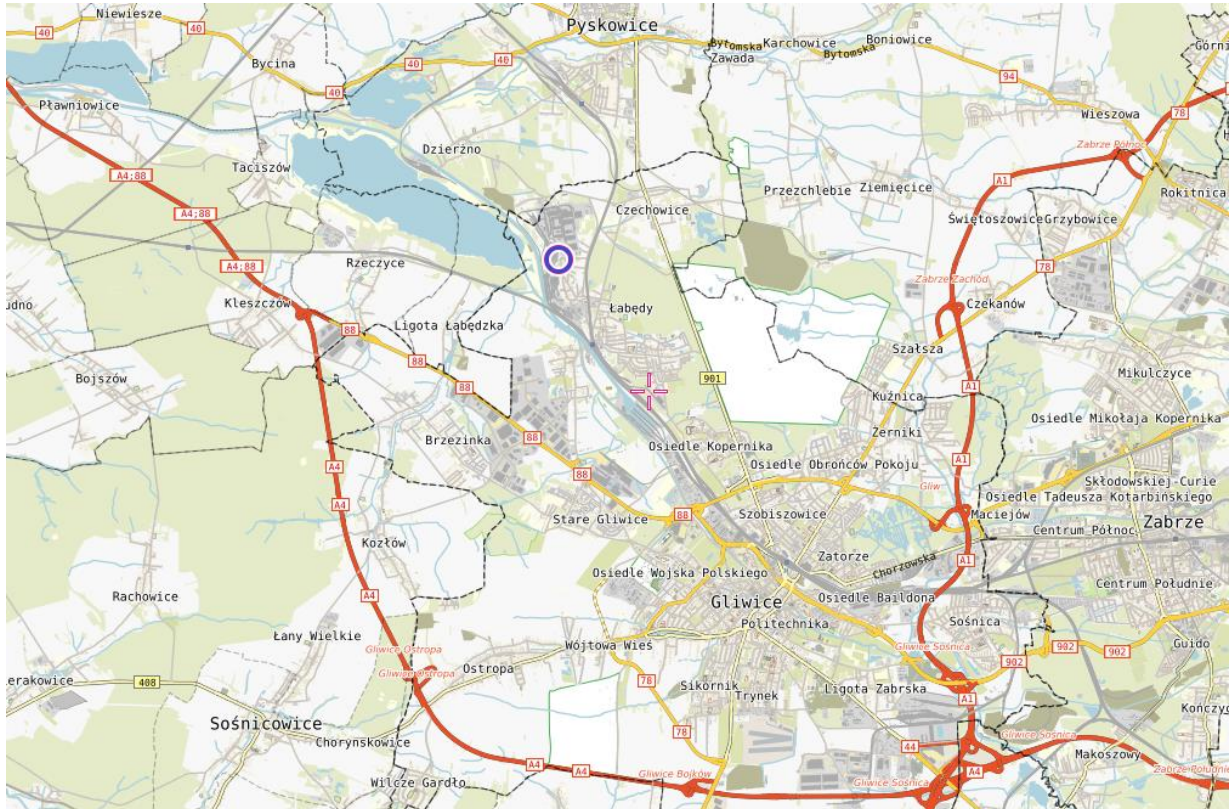 Niewiesze
40
40
Pyskowice
Bytomska
Karchowice
Boniowice
Zawada
Bytomska
Górni
Bycina
40
40
40
94
Pławniowice
Wieszowa
78
Dzierżno
Zabrze Północ
Taciszów
A4;88
Przezchlebie
Ziemięcice
A1
Rokitnica
A4;88
Czechowice
Świętoszowice
Grzybowice
Rzeczyce
A4;88
78
Zabrze Zachód
Kleszczów
Łabędy
Czekanów
udno
88
Ligota Łabędzka
Szałsza
88
Bojszów
88
901
A1
Mikulczyce
Kuźnica
Osiedle Mikołaja Kopernika
Brzezinka
88
Osiedle Kopernika
Zerniki
A4
88
Osiedle Obrońców Pokoju
A1
Skłodowskiej-Curie
Gliw
Osiedle Tadeusza Kotarbińskiego
A4
Stare Gliwice
88
Szobiszowice
Maciejów
Zabrze
Centrum Północ
Kozłów
Zatorze
Chorzowska
A1
Osiedle Wojska Polskiego
Centrum Południe
Rachowice
A4
Gliwice
Osiedle Baildona
Politechnika
Sośnica
Łany Wielkie
Wójtowa Wieś
Gliwice Sośnica
902
902
902
Guido
Gliwice Ostropa
Gliwice Ostropa
Ostropa
ierakowice
408
78
Sikornik
Trynek
Ligota Zabrska
A1
Kończyc
Sośnicowice
78
44
Gliwice Sośnica
Chorynskowice
Makoszowy
A4
A4
A4
Wilcze Gardło
Gliwice Bojków
Gliwice Sośnica
Zabrze Południe